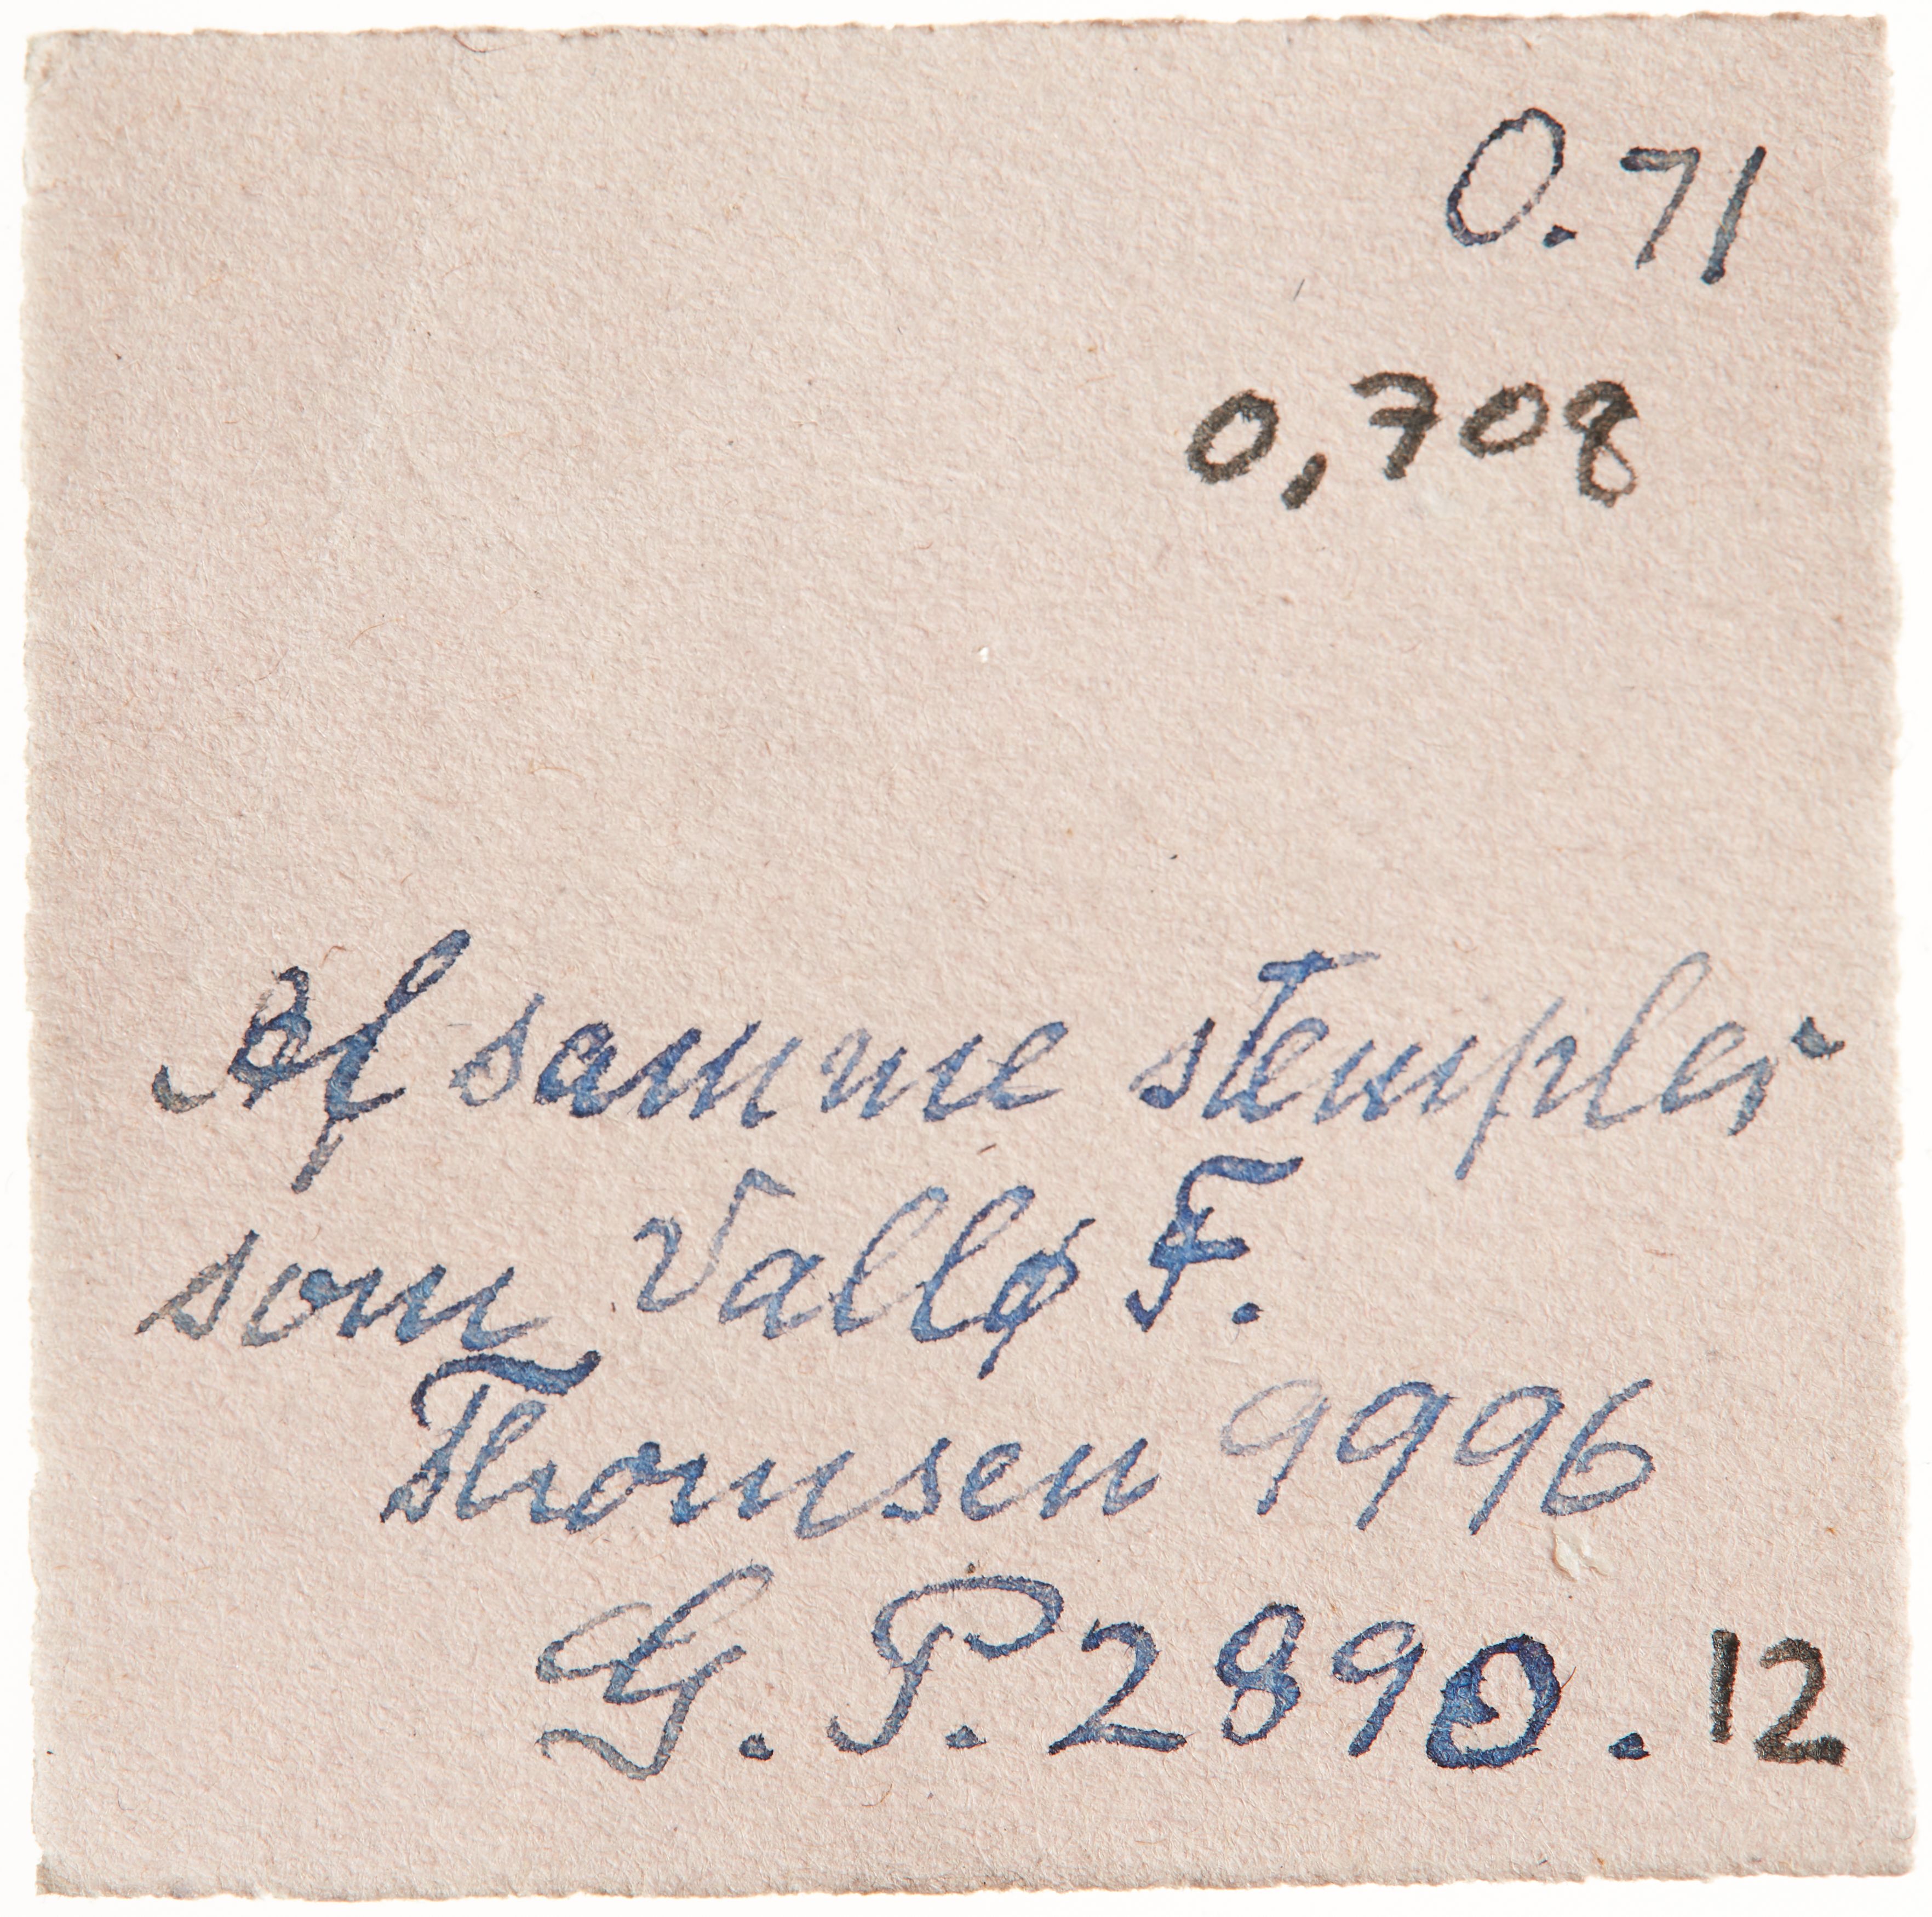 0.71
0,708
Af samme stempler
som Vallø F.
Thomsen 9996
G.P. 2890.12